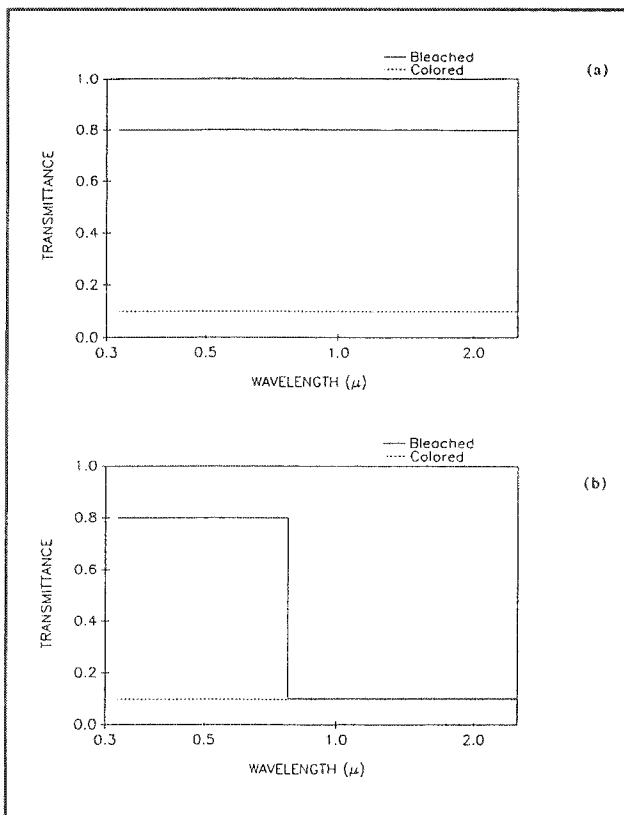 Bleached
Colored
(a)
1.0
0.8
0.6
0.4
0.2
0.0
TRANSMITTANCE
0.3 0.5 1.0 2.0
WAVELENGTH (μ)
Bleached
Colored
(b)
1.0
0.8
0.6
0.4
0.2
0.0
TRANSMITTANCE
0.3 0.5 1.0 2.0
WAVELENGTH (μ)